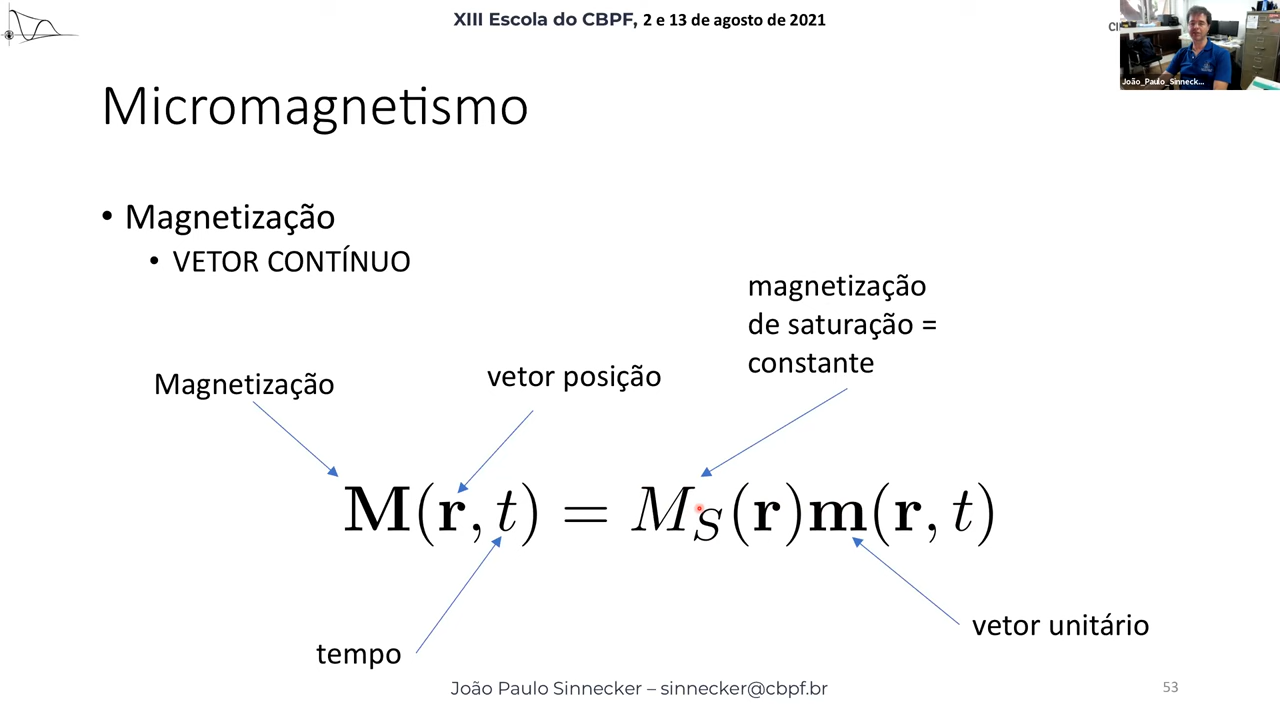 XIII Escola do CBPF, 2 e 13 de agosto de 2021
João_Paulo_Sinneck...
Micromagnetismo
• Magnetização
• VETOR CONTÍNUO
magnetização
de saturação =
constante
Magnetização
vetor posição
M(r, t) = M_S(r)m(r, t)
vetor unitário
tempo
João Paulo Sinnecker – sinnecker@cbpf.br
53